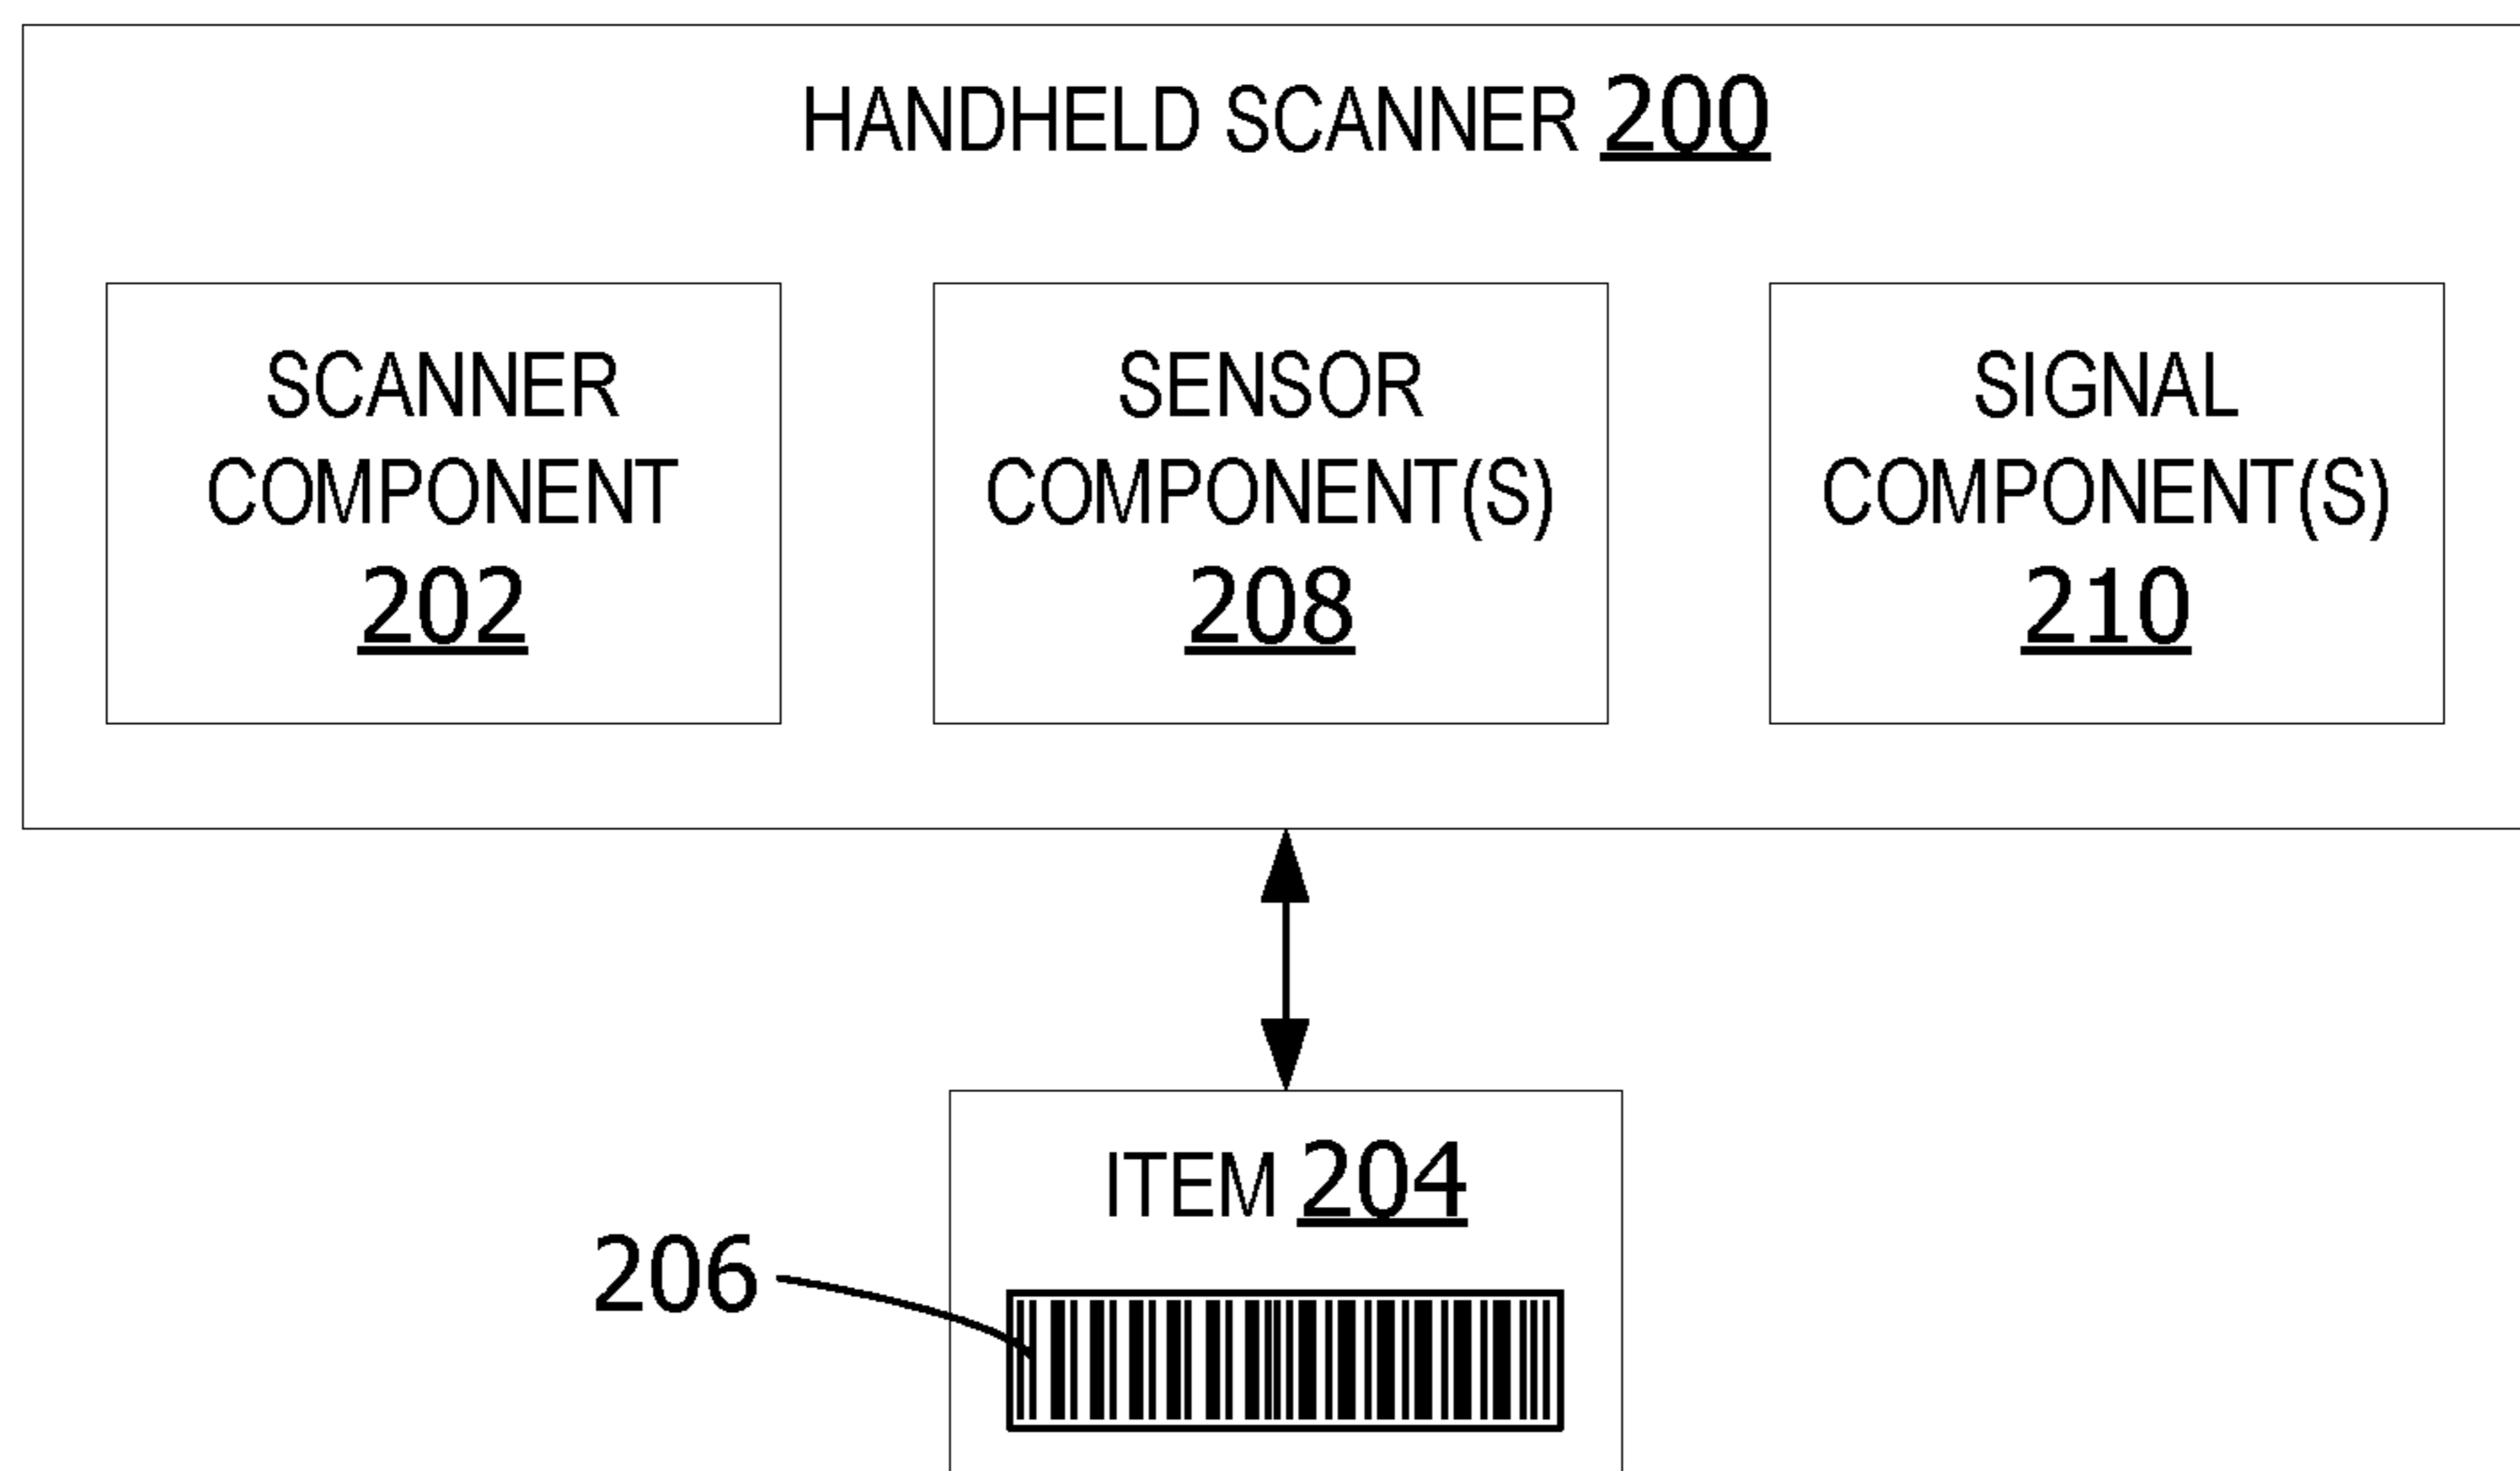 HANDHELD SCANNER 200
SCANNER
COMPONENT
202
SENSOR
COMPONENT(S)
208
SIGNAL
COMPONENT(S)
210
ITEM 204
206